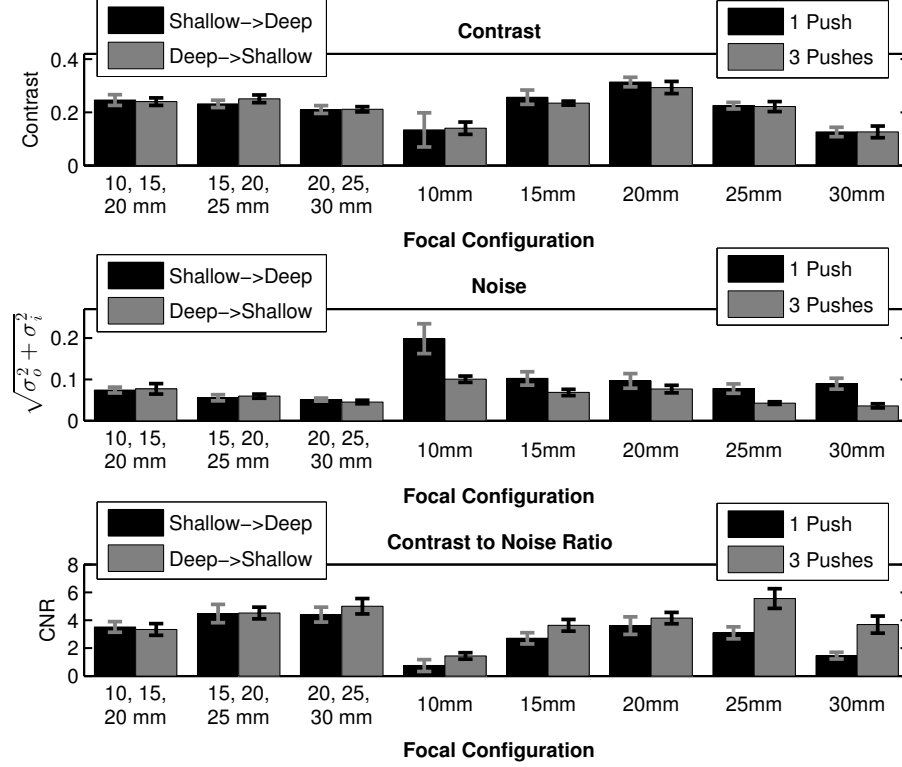 Shallow->Deep
Deep->Shallow
Contrast
1 Push
3 Pushes
Contrast
0.4
0.2
0
10, 15, 20 mm
15, 20, 25 mm
20, 25, 30 mm
10mm
15mm
20mm
25mm
30mm
Focal Configuration
Shallow->Deep
Deep->Shallow
Noise
1 Push
3 Pushes
√σ_o^2 + σ_i^2
0.2
0.1
0
10, 15, 20 mm
15, 20, 25 mm
20, 25, 30 mm
10mm
15mm
20mm
25mm
30mm
Focal Configuration
Shallow->Deep
Deep->Shallow
Contrast to Noise Ratio
1 Push
3 Pushes
CNR
8
6
4
2
0
10, 15, 20 mm
15, 20, 25 mm
20, 25, 30 mm
10mm
15mm
20mm
25mm
30mm
Focal Configuration